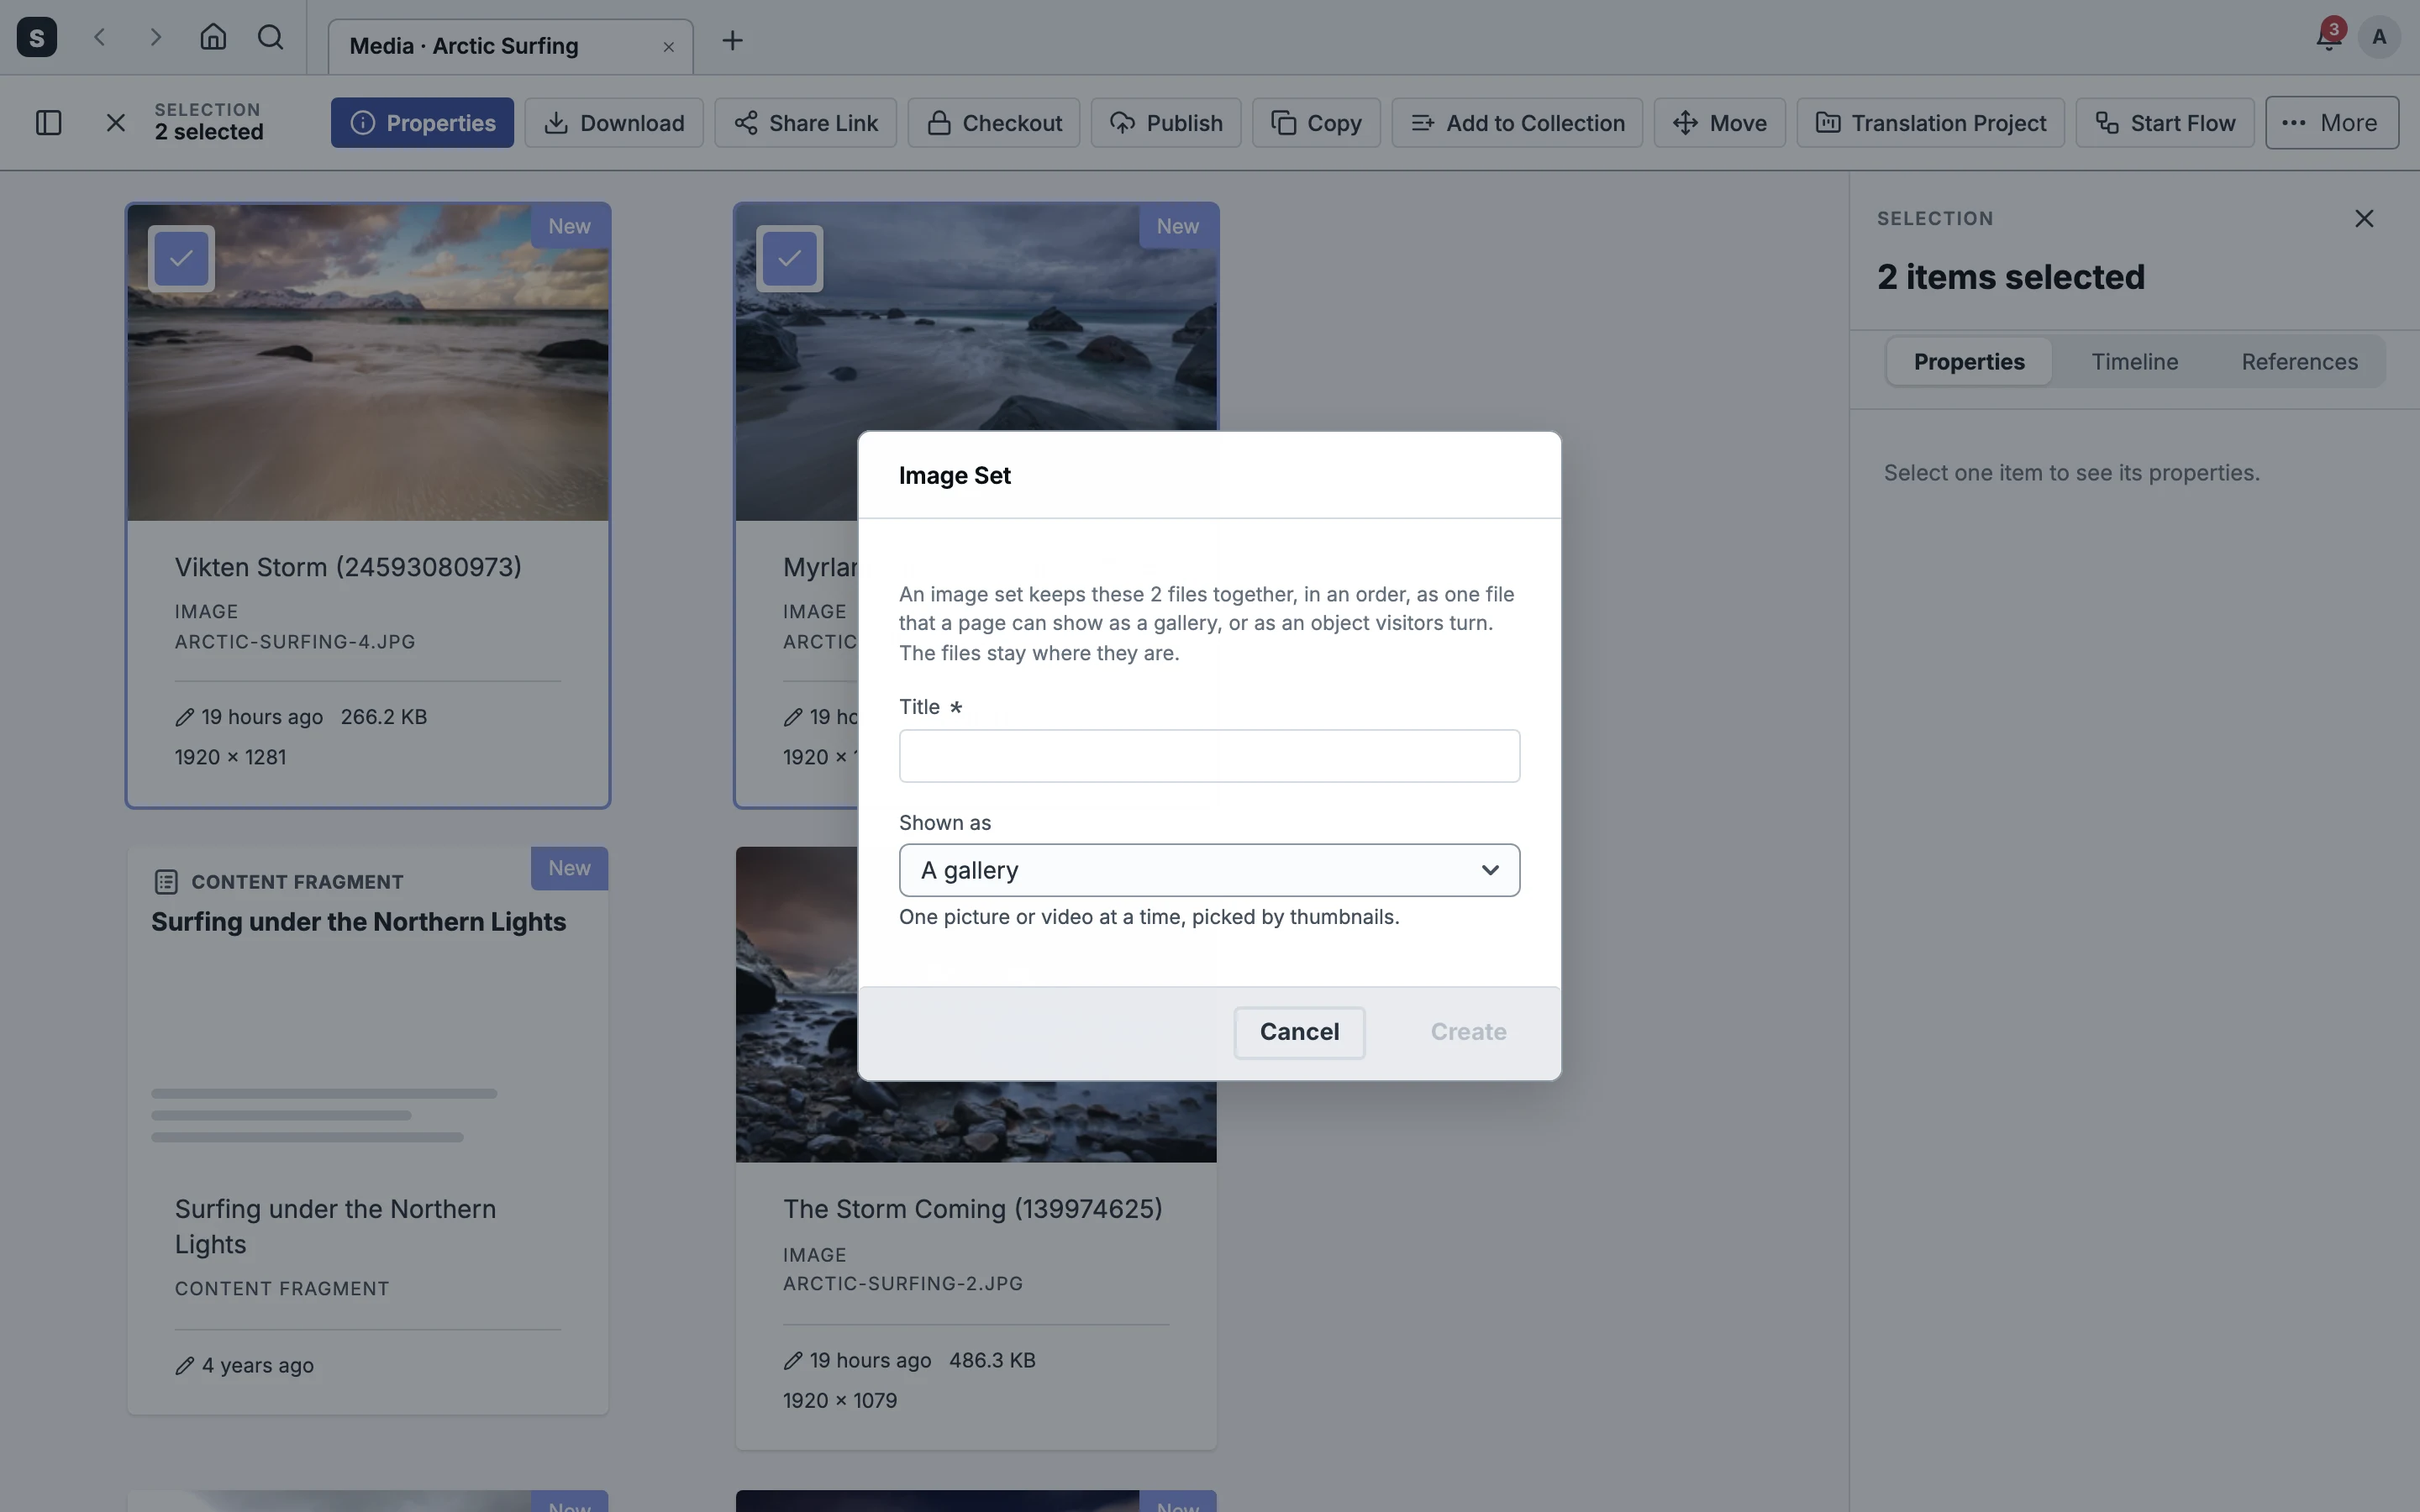 S
Media · Arctic Surfing
3
A
SELECTION
2 selected
Properties
Download
Share Link
Checkout
Publish
Copy
Add to Collection
Move
Translation Project
Start Flow
More
New
New
Vikten Storm (24593080973)
IMAGE
ARCTIC-SURFING-4.JPG
19 hours ago 266.2 KB
1920 × 1281
IMAGE
1920 ×
New
CONTENT FRAGMENT
Surfing under the Northern Lights
Surfing under the Northern
Lights
CONTENT FRAGMENT
4 years ago
The Storm Coming (139974625)
IMAGE
ARCTIC-SURFING-2.JPG
19 hours ago 486.3 KB
1920 × 1079
New
New
Image Set
An image set keeps these 2 files together, in an order, as one file
that a page can show as a gallery, or as an object visitors turn.
The files stay where they are.
Title *
Shown as
A gallery
One picture or video at a time, picked by thumbnails.
Cancel
Create
SELECTION
2 items selected
Properties
Timeline
References
Select one item to see its properties.